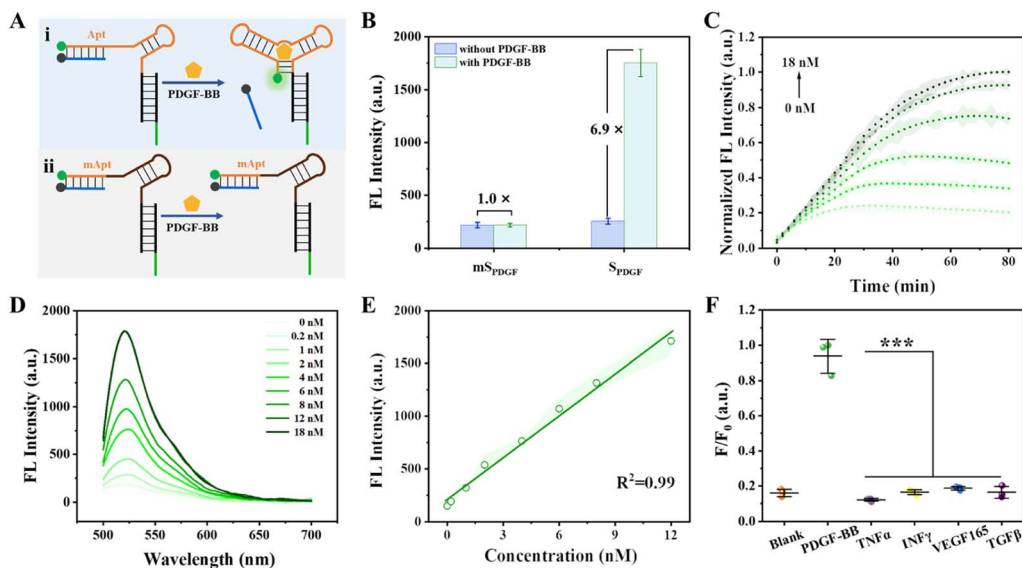 A
i
Apt
PDGF-BB
ii
mApt
mApt
PDGF-BB
B
FL Intensity (a.u.)
2000
1500
1000
500
0
without PDGF-BB
with PDGF-BB
1.0 ×
6.9 ×
mSPDGF
SPDGF
C
Normalized FL Intensity (a.u.)
1.2
1.0
0.8
0.6
0.4
0.2
0.0
18 nM
0 nM
0
20
40
60
80
Time (min)
D
FL Intensity (a.u.)
2000
1500
1000
500
0
0 nM
0.2 nM
1 nM
2 nM
4 nM
6 nM
8 nM
12 nM
18 nM
500
550
600
650
700
Wavelength (nm)
E
FL Intensity (a.u.)
2000
1500
1000
500
0
R²=0.99
0
3
6
9
12
Concentration (nM)
F
F/F0 (a.u.)
1.4
1.2
1.0
0.8
0.6
0.4
0.2
0.0
***
Blank
PDGF-BB
TNFα
INFγ
VEGF165
TGFβ